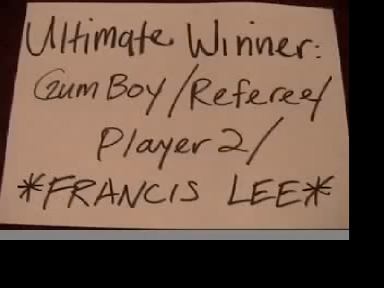 Ultimate Winner:
Gum Boy/Referee/
Player 2/
*FRANCIS LEE*